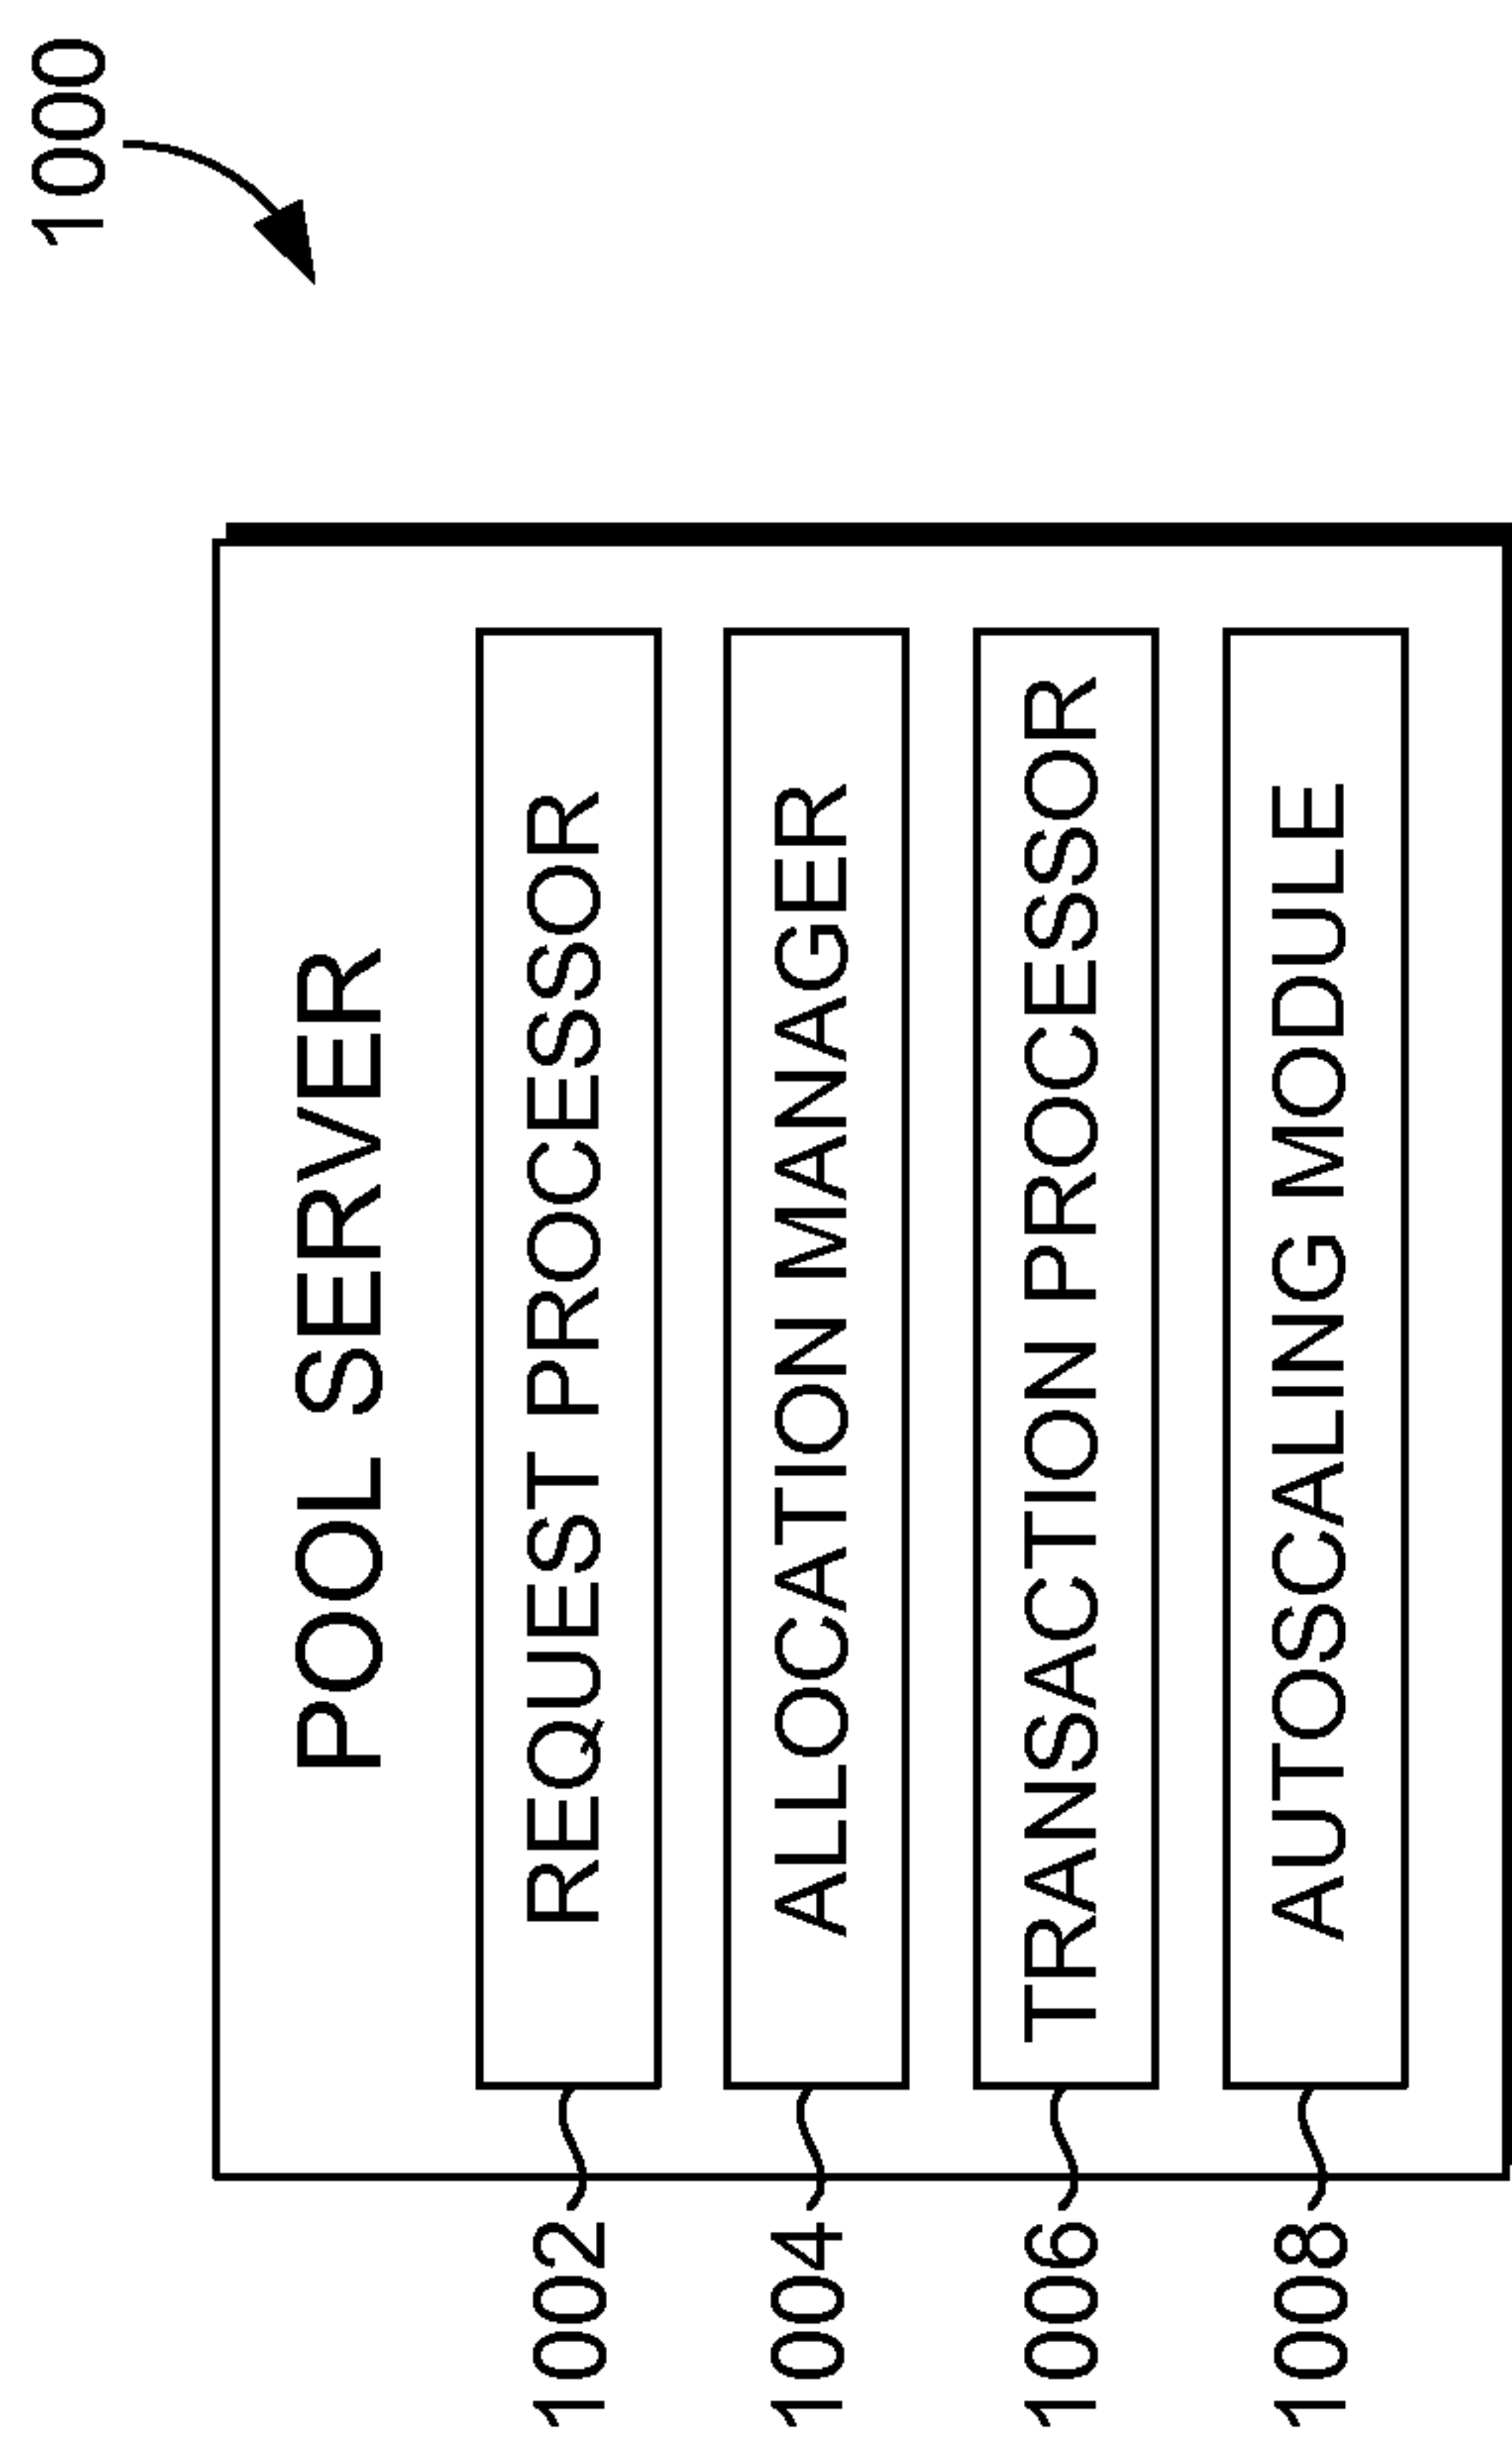 1000
POOL SERVER
1002 REQUEST PROCESSOR
1004 ALLOCATION MANAGER
1006 TRANSACTION PROCESSOR
1008 AUTOSCALING MODULE